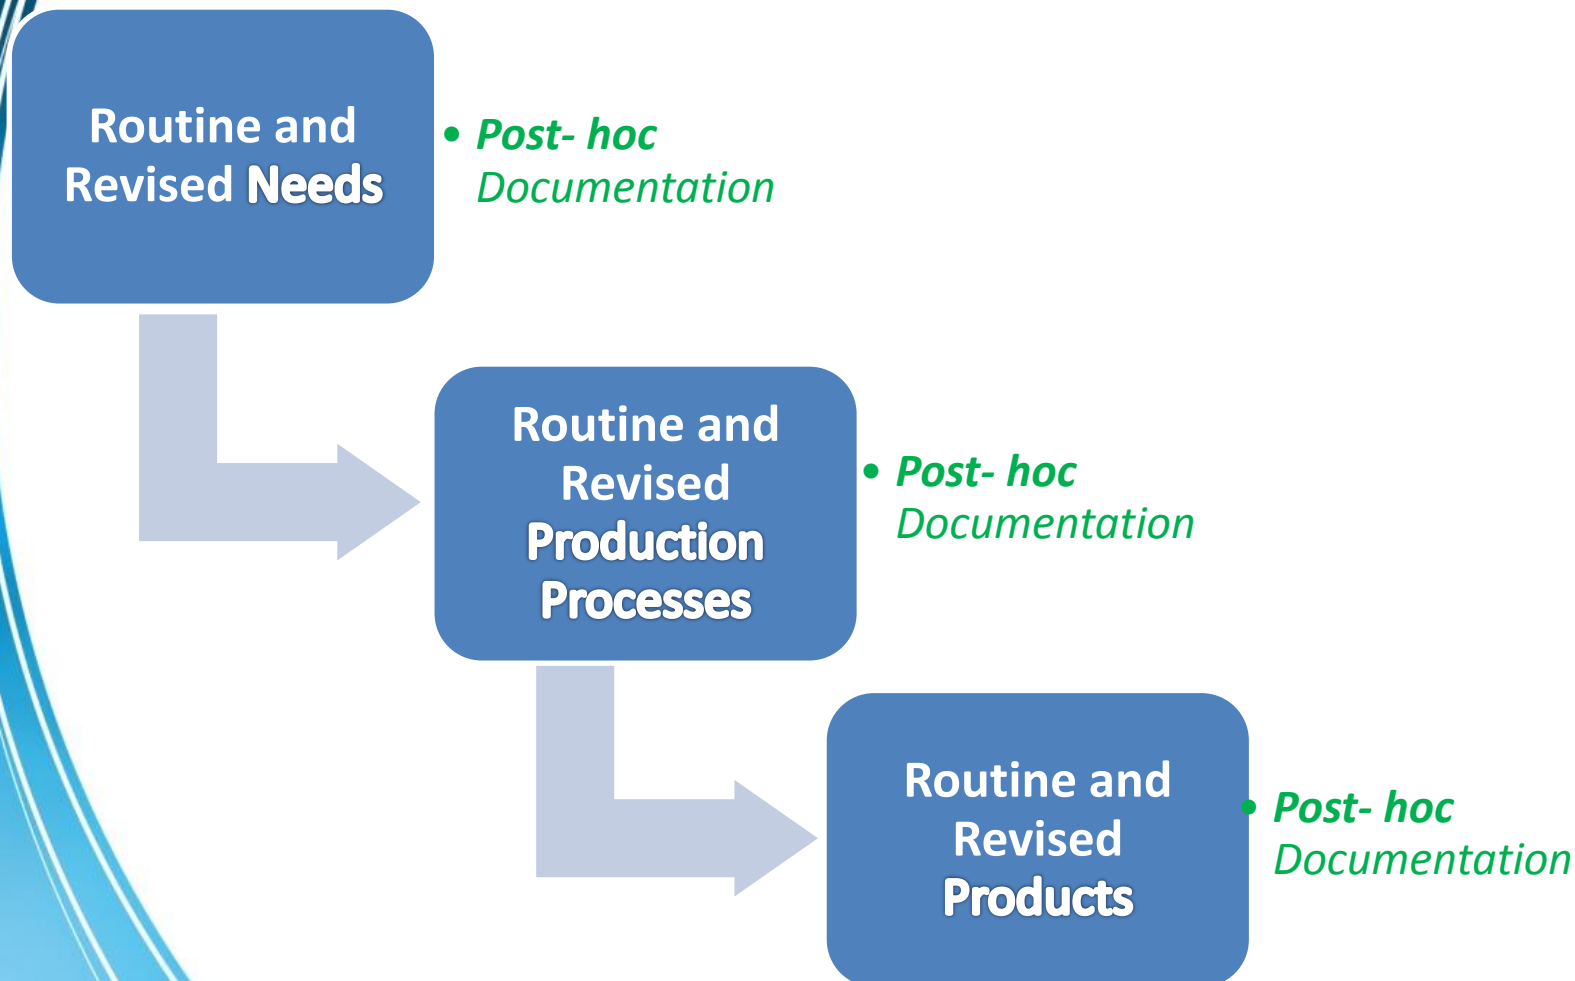 Routine and
Revised Needs
• Post- hoc
Documentation
Routine and
Revised
Production
Processes
• Post- hoc
Documentation
Routine and
Revised
Products
• Post- hoc
Documentation